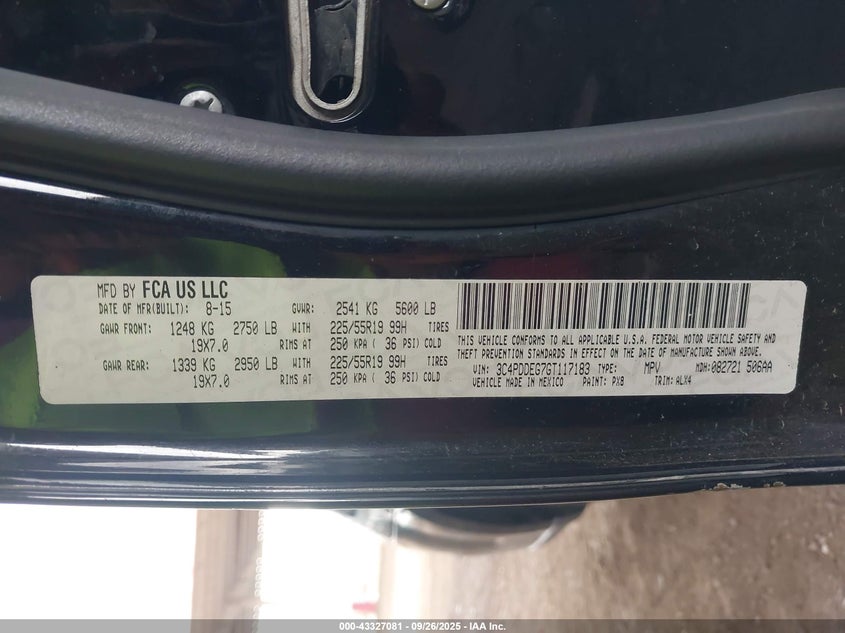 MFD BY FCA US LLC
DATE OF MFR(BUILT): 8-15 GVWR: 2541 KG 5600 LB
GAWR FRONT: 1248 KG 2750 LB WITH 225/55R19 99H TIRES
19X7.0 RIMS AT 250 KPA ( 36 PSI) COLD
GAWR REAR: 1339 KG 2950 LB WITH 225/55R19 99H TIRES
19X7.0 RIMS AT 250 KPA ( 36 PSI) COLD
THIS VEHICLE CONFORMS TO ALL APPLICABLE U.S.A. FEDERAL MOTOR VEHICLE SAFETY AND
THEFT PREVENTION STANDARDS IN EFFECT ON THE DATE OF MANUFACTURE SHOWN ABOVE.
VIN: 3C4PDDEG7GT117183 TYPE: MPV MDH:082721 506AA
VEHICLE MADE IN MEXICO PAINT: PX8 TRIM: ALX4
000-43327081 - 09/26/2025 - IAA Inc.